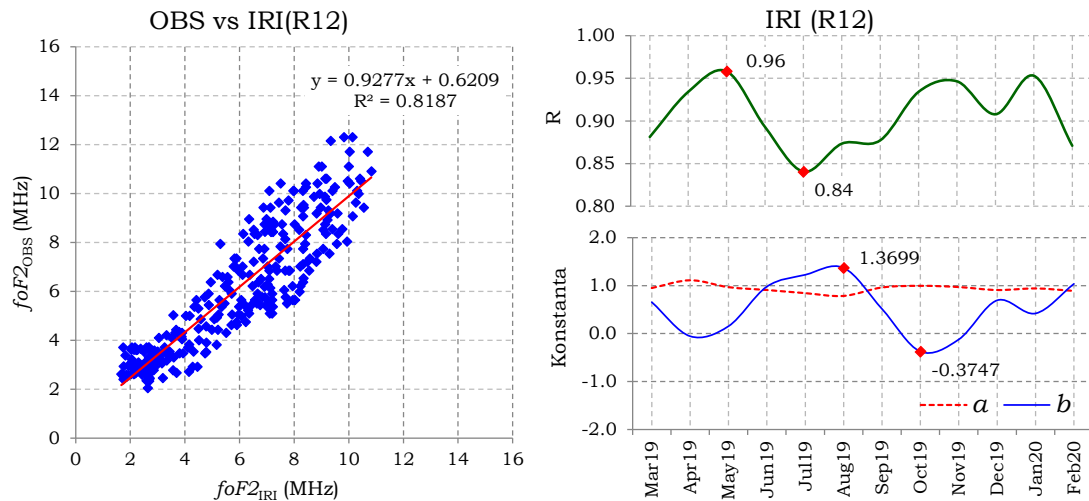 OBS vs IRI(R12)
16
14
12
10
8
6
4
2
0
y = 0.9277x + 0.6209
R² = 0.8187
foF2OBS (MHz)
0 2 4 6 8 10 12 14 16
foF2IRI (MHz)
IRI (R12)
1.00
0.95
0.90
0.85
0.80
R
0.96
0.84
2.0
1.0
0.0
-1.0
-2.0
Konstanta
1.3699
-0.3747
a b
Mar19
Apr19
May19
Jun19
Jul19
Aug19
Sep19
Oct19
Nov19
Dec19
Jan20
Feb20